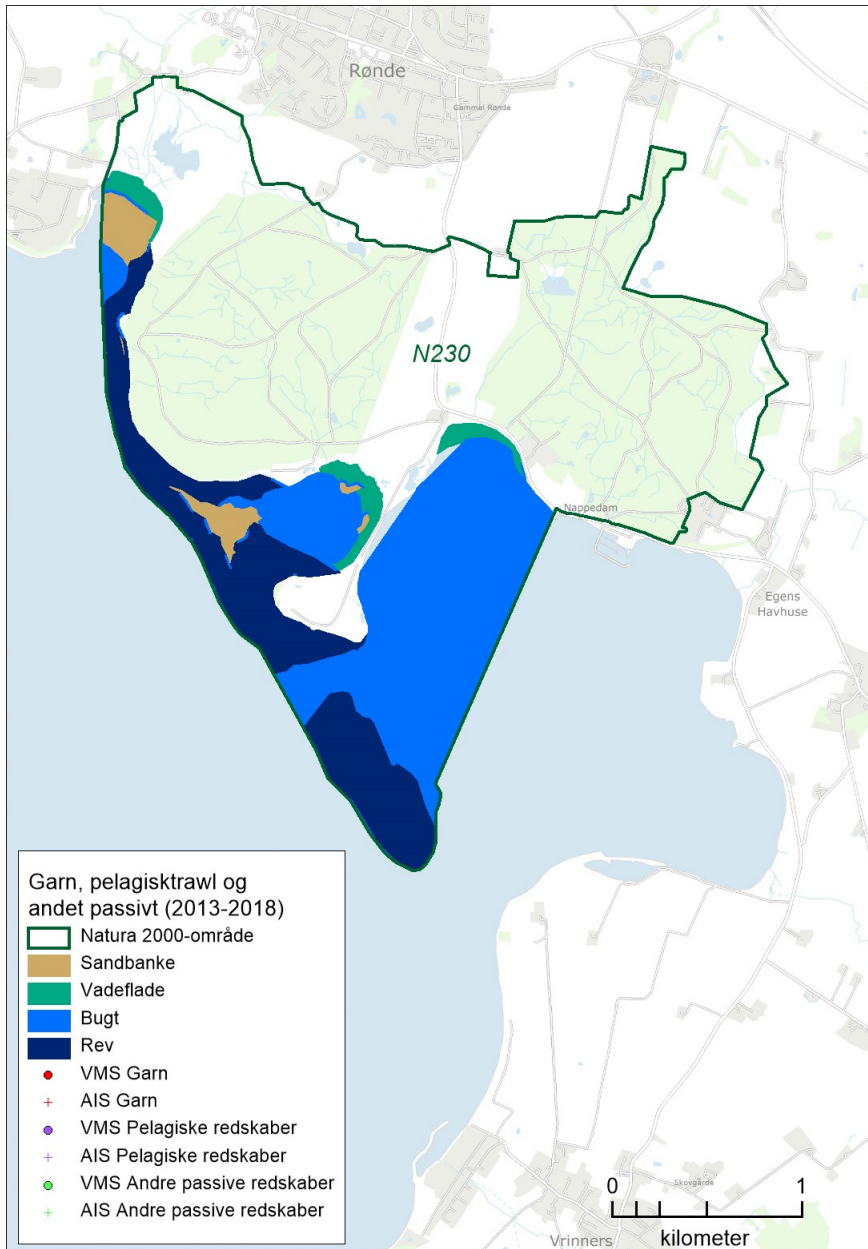 Rønde
Gammel Rønde
N230
Nappedam
Egens
Havhuse
Garn, pelagisktrawl og
andet passivt (2013-2018)
Natura 2000-område
Sandbanke
Vadeflade
Bugt
Rev
VMS Garn
AIS Garn
VMS Pelagiske redskaber
AIS Pelagiske redskaber
VMS Andre passive redskaber
AIS Andre passive redskaber
Skovgårde
0 1
kilometer
Vrinners